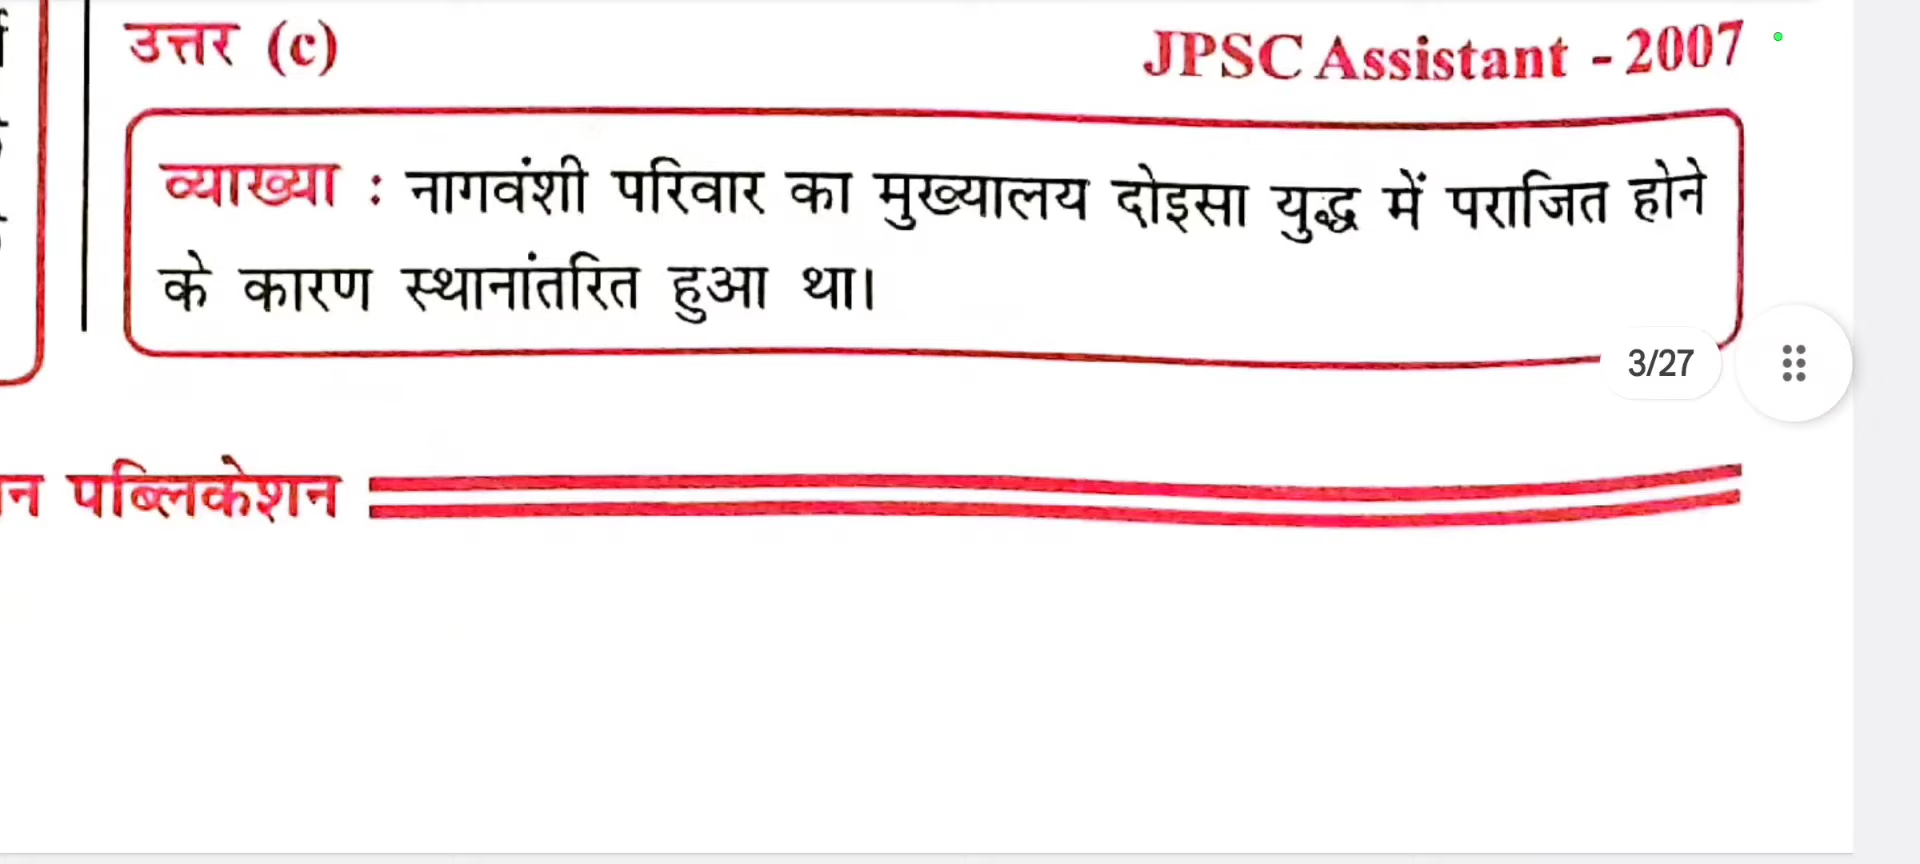 उत्तर (c)
JPSC Assistant - 2007
व्याख्या : नागवंशी परिवार का मुख्यालय दोइसा युद्ध में पराजित होने
के कारण स्थानांतरित हुआ था।
3/27
पब्लिकेशन